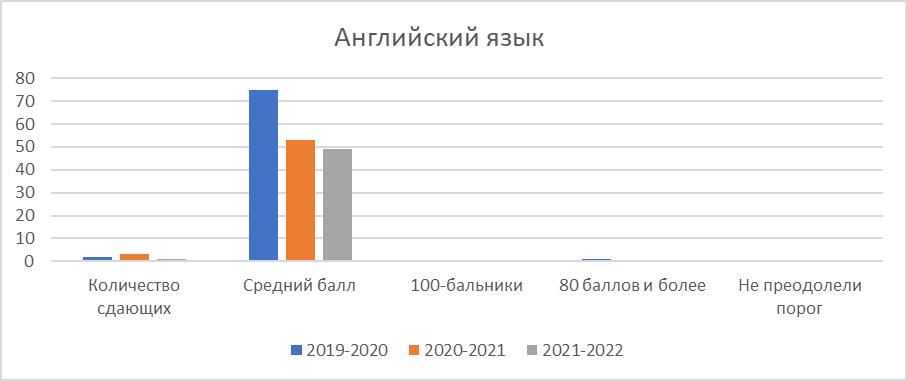 Английский язык
80
70
60
50
40
30
20
10
0
Количество сдающих
Средний балл
100-бальники
80 баллов и более
Не преодолели порог
2019-2020
2020-2021
2021-2022